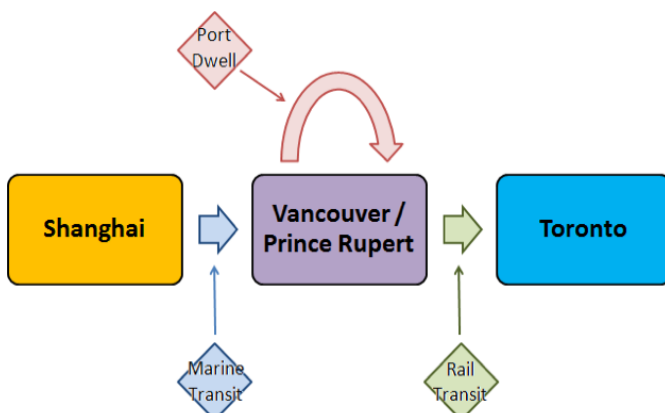 Port
Dwell
Shanghai
Vancouver /
Prince Rupert
Toronto
Marine
Transit
Rail
Transit